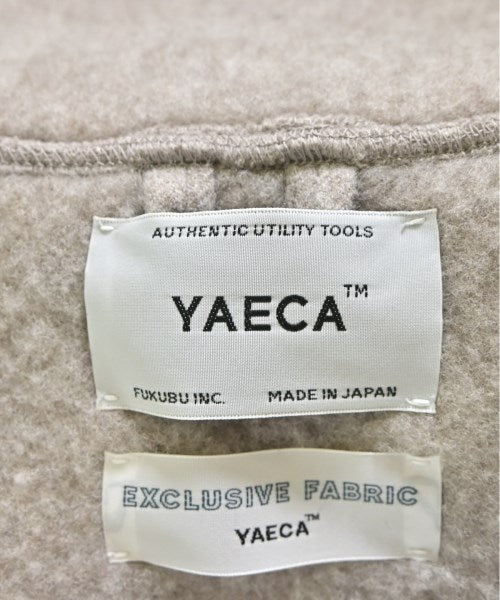 AUTHENTIC UTILITY TOOLS
YAECA™
FUKUBU INC. MADE IN JAPAN
EXCLUSIVE FABRIC
YAECA™